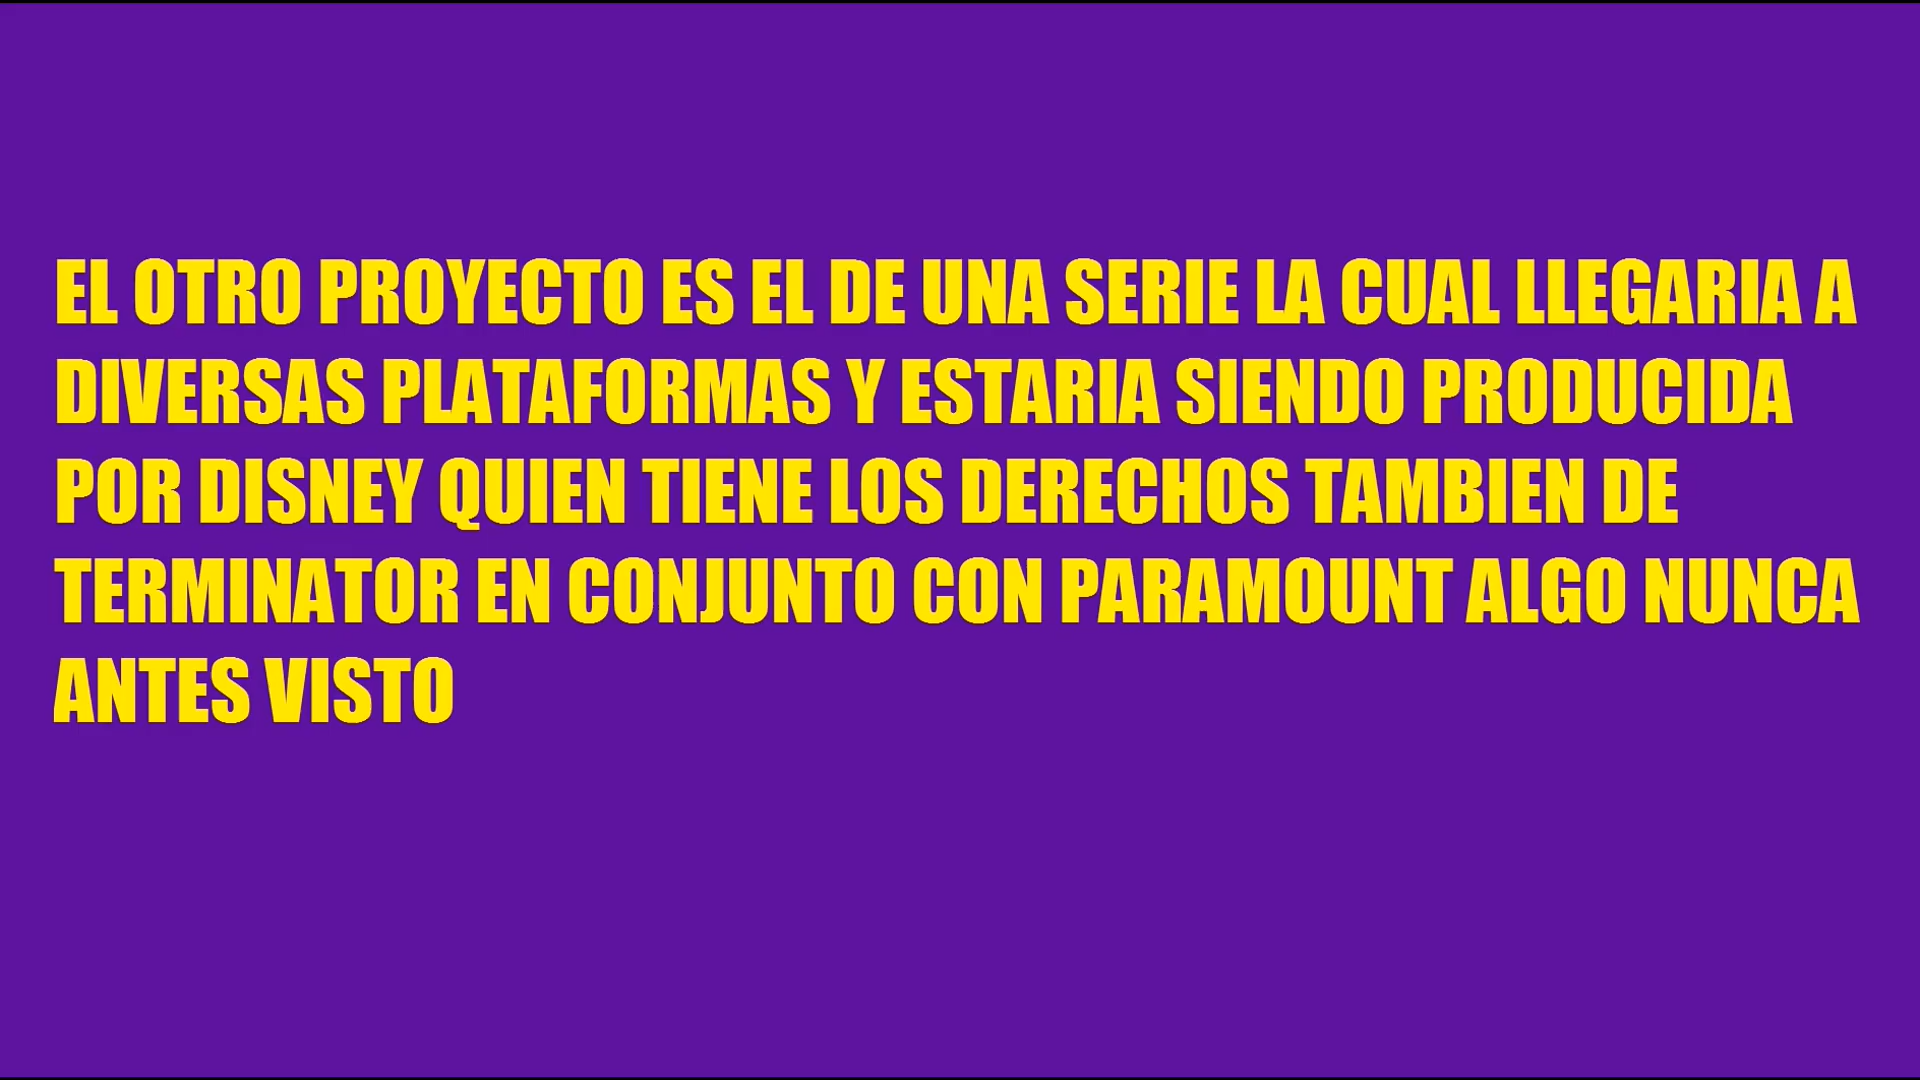 EL OTRO PROYECTO ES EL DE UNA SERIE LA CUAL LLEGARIA A
DIVERSAS PLATAFORMAS Y ESTARIA SIENDO PRODUCIDA
POR DISNEY QUIEN TIENE LOS DERECHOS TAMBIEN DE
TERMINATOR EN CONJUNTO CON PARAMOUNT ALGO NUNCA
ANTES VISTO